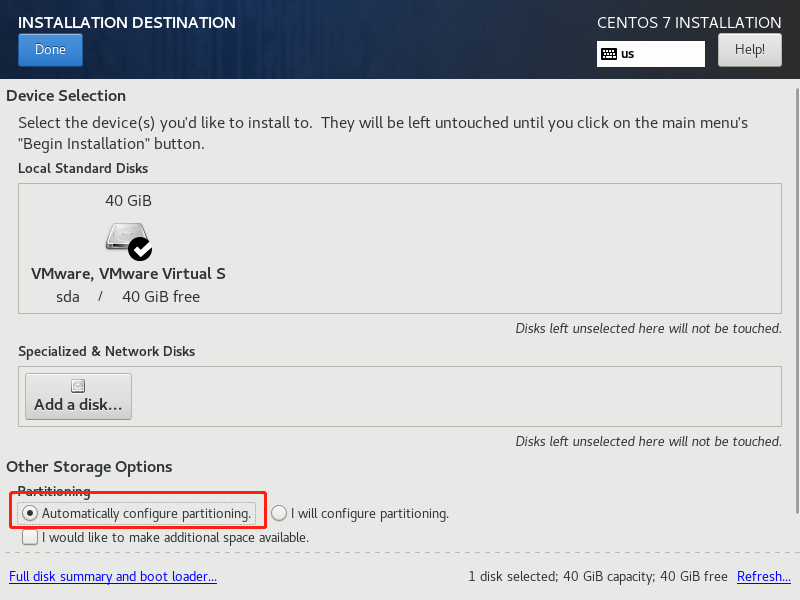 INSTALLATION DESTINATION
CENTOS 7 INSTALLATION
Done
us
Help!
Device Selection
Select the device(s) you'd like to install to.  They will be left untouched until you click on the main menu's
"Begin Installation" button.
Local Standard Disks
40 GiB
VMware, VMware Virtual S
sda / 40 GiB free
Disks left unselected here will not be touched.
Specialized & Network Disks
Add a disk...
Disks left unselected here will not be touched.
Other Storage Options
Partitioning
Automatically configure partitioning.
I will configure partitioning.
I would like to make additional space available.
Full disk summary and boot loader...
1 disk selected; 40 GiB capacity; 40 GiB free
Refresh...